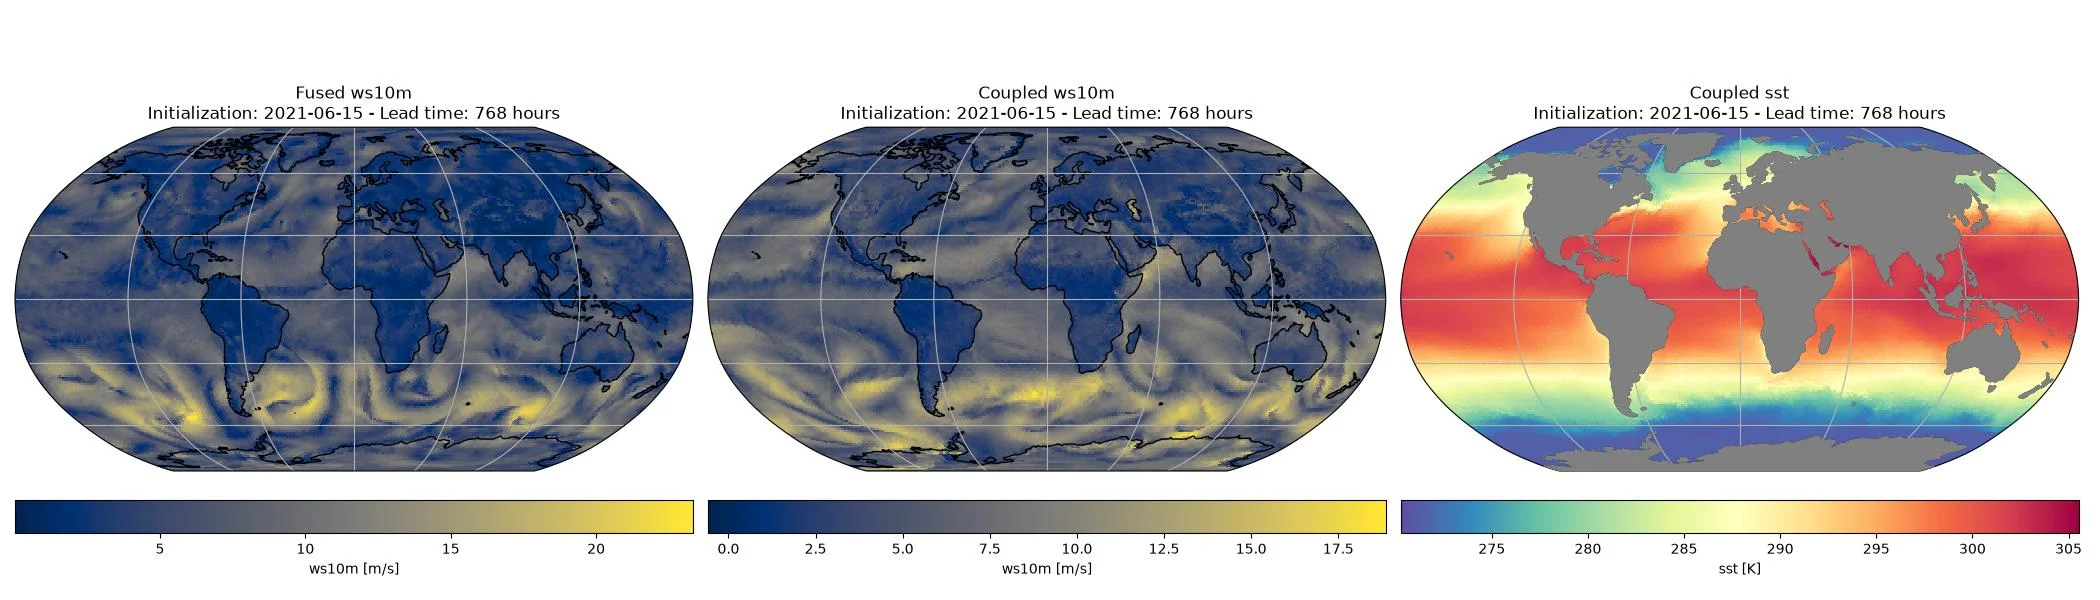 Fused ws10m
Initialization: 2021-06-15 - Lead time: 768 hours
Coupled ws10m
Initialization: 2021-06-15 - Lead time: 768 hours
Coupled sst
Initialization: 2021-06-15 - Lead time: 768 hours
5 10 15 20
ws10m [m/s]
0.0 2.5 5.0 7.5 10.0 12.5 15.0 17.5
ws10m [m/s]
275 280 285 290 295 300 305
sst [K]